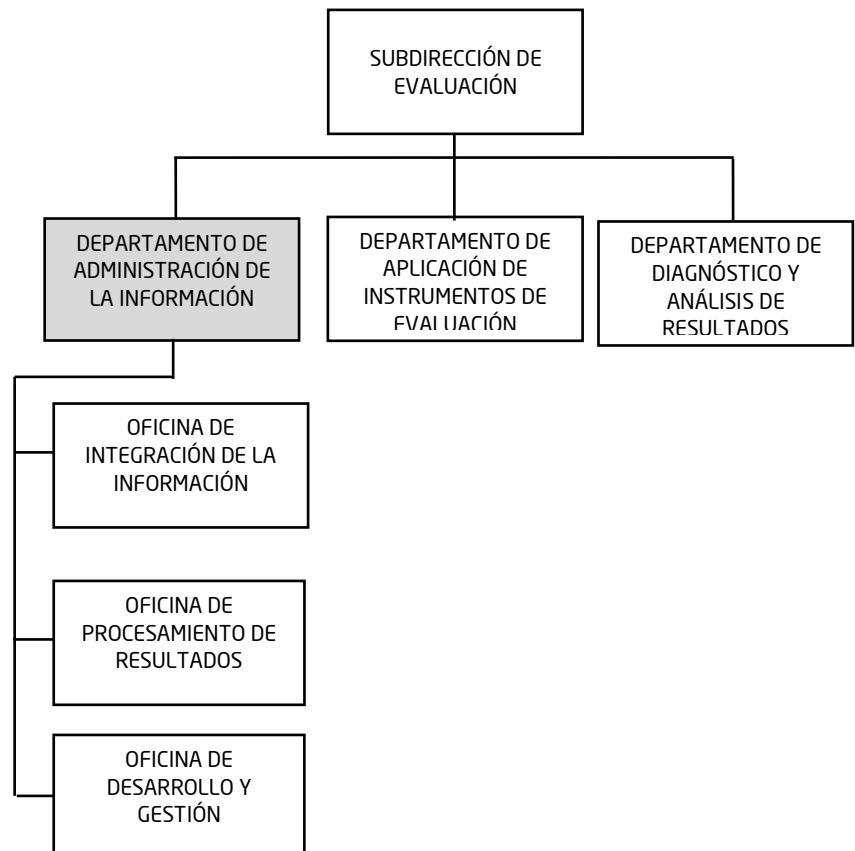 SUBDIRECCIÓN DE
EVALUACIÓN
DEPARTAMENTO DE
ADMINISTRACIÓN DE
LA INFORMACIÓN
DEPARTAMENTO DE
APLICACIÓN DE
INSTRUMENTOS DE
EVALUACIÓN
DEPARTAMENTO DE
DIAGNÓSTICO Y
ANÁLISIS DE
RESULTADOS
OFICINA DE
INTEGRACIÓN DE LA
INFORMACIÓN
OFICINA DE
PROCESAMIENTO DE
RESULTADOS
OFICINA DE
DESARROLLO Y
GESTIÓN